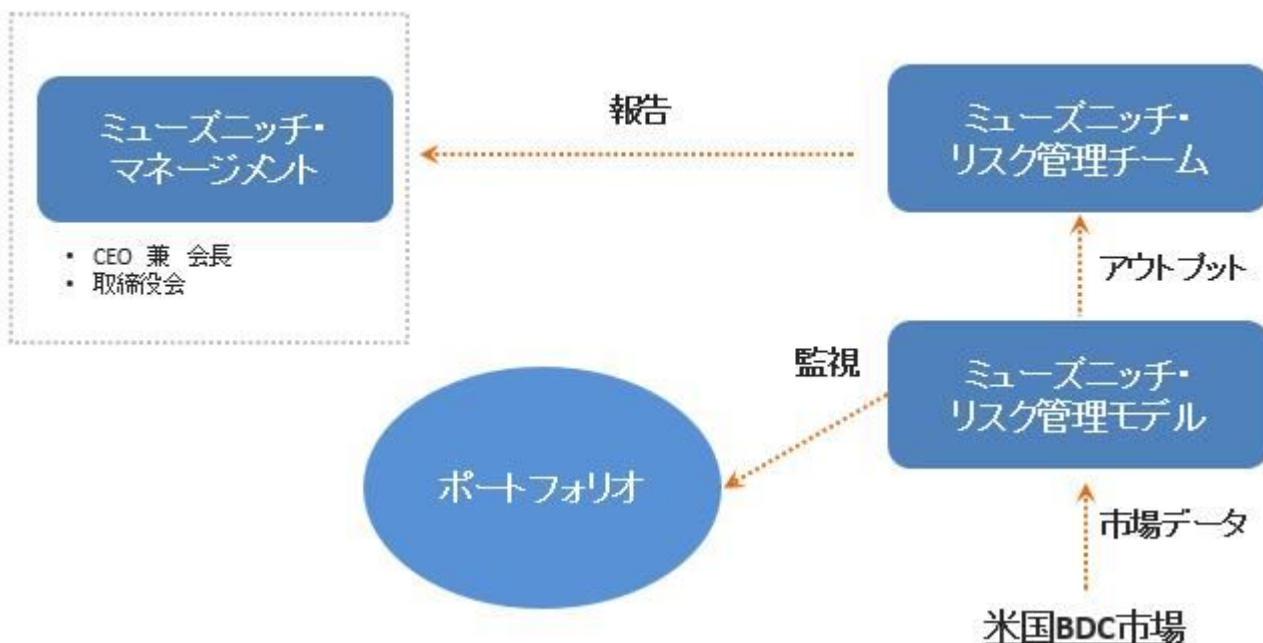 ミューズニッチ・
マネージメント
• CEO 兼 会長
• 取締役会
報告
ミューズニッチ・
リスク管理チーム
アウトプット
監視
ミューズニッチ・
リスク管理モデル
ポートフォリオ
市場データ
米国BDC市場